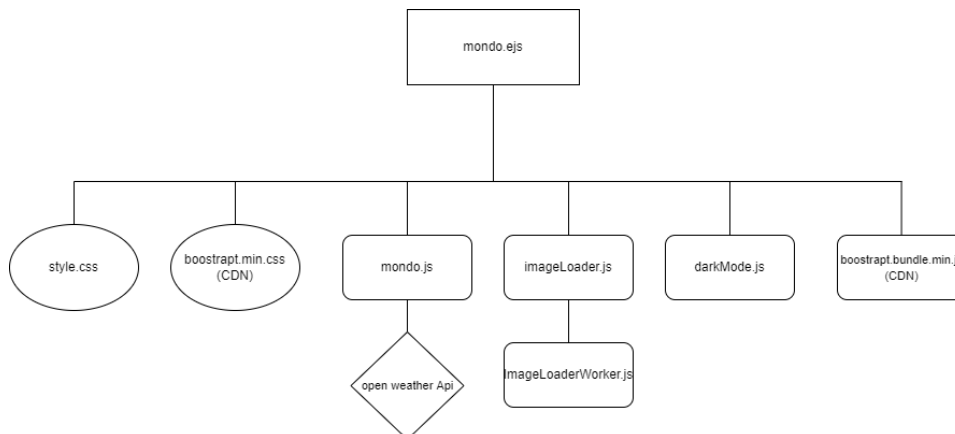 mondo.ejs
style.css
boostrapt.min.css
(CDN)
mondo.js
imageLoader.js
darkMode.js
boostrapt.bundle.min.j
(CDN)
open weather Api
ImageLoaderWorker.js